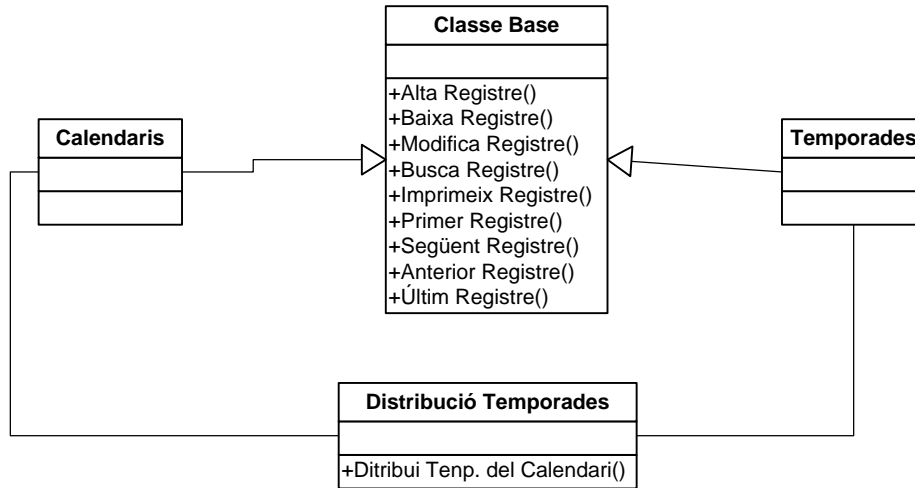 Classe Base
+Alta Registre()
+Baixa Registre()
+Modifica Registre()
+Busca Registre()
+Imprimeix Registre()
+Primer Registre()
+Següent Registre()
+Anterior Registre()
+Últim Registre()
Calendaris
Temporades
Distribució Temporades
+Ditribui Tenp. del Calendari()